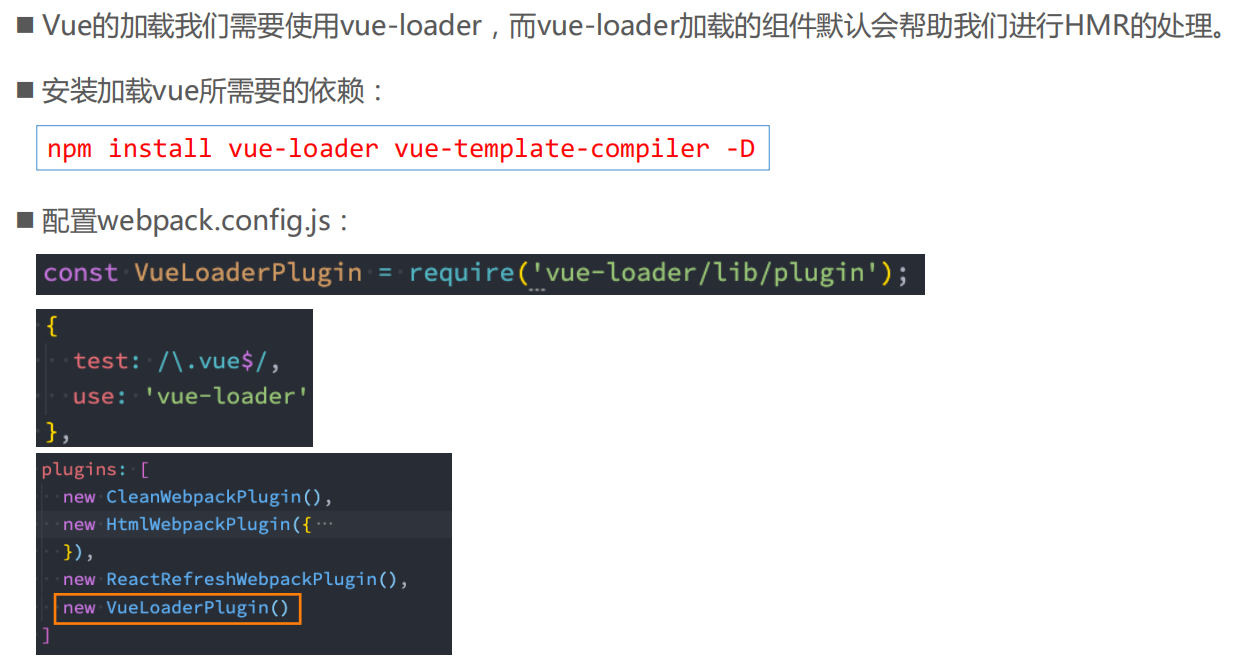 ■ Vue的加载我们需要使用vue-loader，而vue-loader加载的组件默认会帮助我们进行HMR的处理。
■ 安装加载vue所需要的依赖：
npm install vue-loader vue-template-compiler -D
■ 配置webpack.config.js：
const VueLoaderPlugin = require('vue-loader/lib/plugin');
{
test: /\.vue$/,
use: 'vue-loader'
},
plugins: [
new CleanWebpackPlugin(),
new HtmlWebpackPlugin({ ⋯
}),
new ReactRefreshWebpackPlugin(),
new VueLoaderPlugin()
]